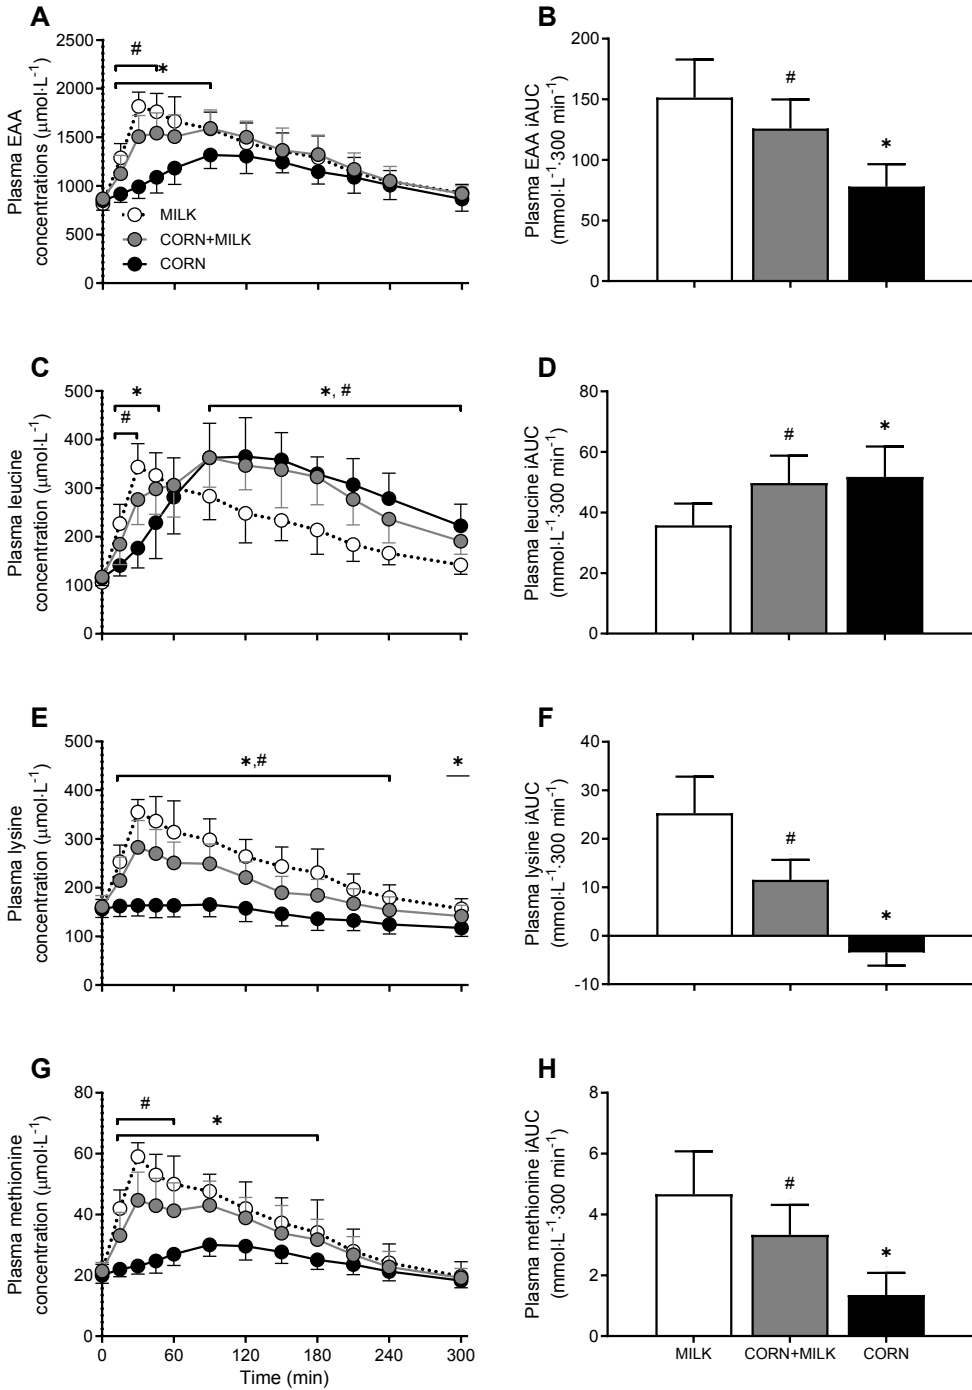 A
Plasma EAA
concentrations (µmol·L⁻¹)
2500
2000
1500
1000
500
0
#
*
MILK
CORN+MILK
CORN
B
Plasma EAA iAUC
(mmol·L⁻¹·300 min⁻¹)
200
150
100
50
0
#
*
C
Plasma leucine
concentration (µmol·L⁻¹)
500
400
300
200
100
0
*
#
*, #
D
Plasma leucine iAUC
(mmol·L⁻¹·300 min⁻¹)
80
60
40
20
0
#
*
E
Plasma lysine
concentration (µmol·L⁻¹)
500
400
300
200
100
0
*,#
*
F
Plasma lysine iAUC
(mmol·L⁻¹·300 min⁻¹)
40
30
20
10
0
-10
#
*
G
Plasma methionine
concentration (µmol·L⁻¹)
80
60
40
20
0
#
*
0 60 120 180 240 300
Time (min)
H
Plasma methionine iAUC
(mmol·L⁻¹·300 min⁻¹)
8
6
4
2
0
#
*
MILK CORN+MILK CORN